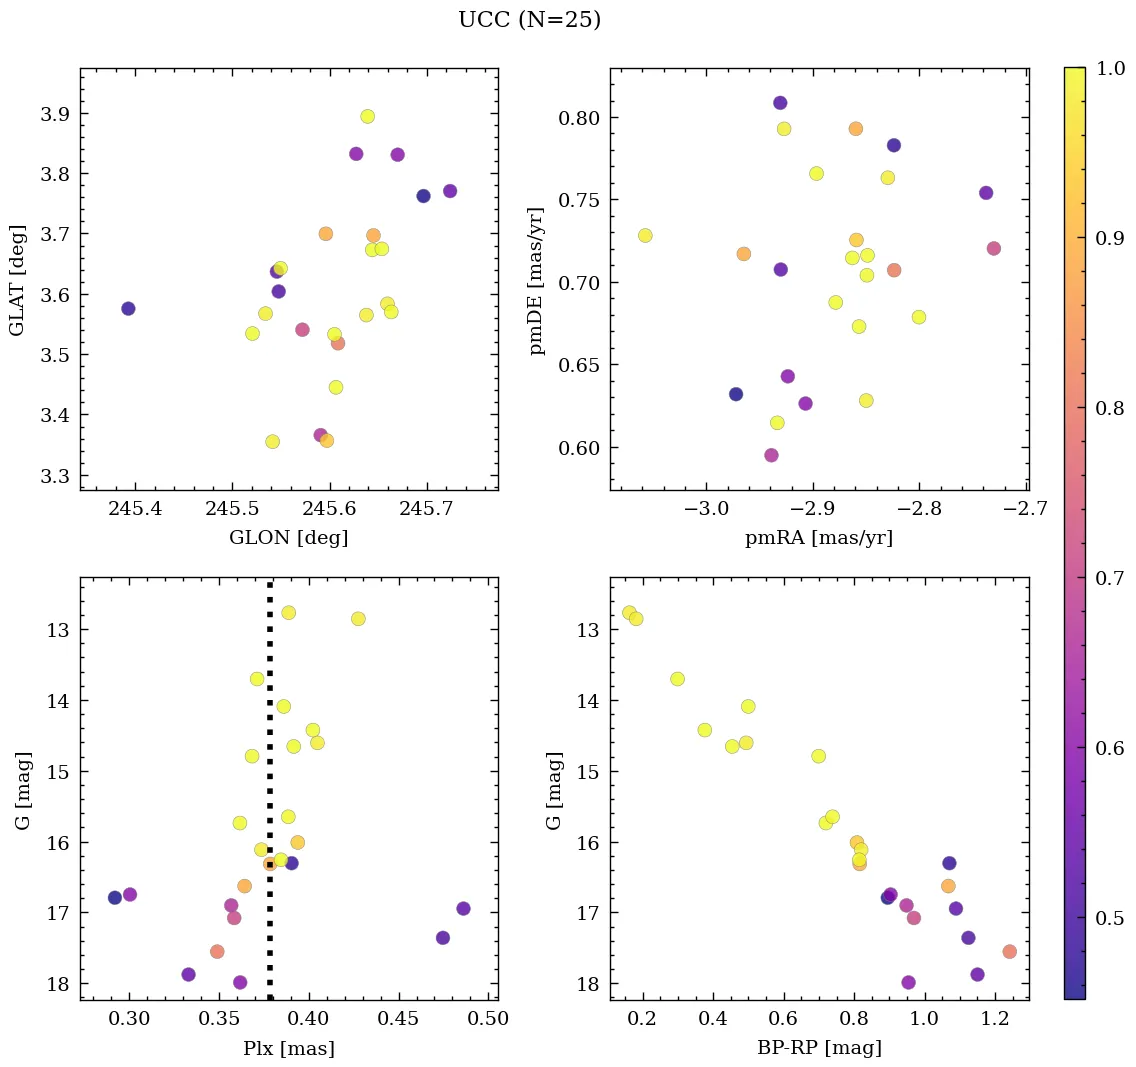 UCC (N=25)
3.9
3.8
3.7
3.6
3.5
3.4
3.3
GLAT [deg]
245.4 245.5 245.6 245.7
GLON [deg]
0.80
0.75
0.70
0.65
0.60
pmDE [mas/yr]
−3.0 −2.9 −2.8 −2.7
pmRA [mas/yr]
13
14
15
16
17
18
G [mag]
0.30 0.35 0.40 0.45 0.50
Plx [mas]
13
14
15
16
17
18
G [mag]
0.2 0.4 0.6 0.8 1.0 1.2
BP-RP [mag]
1.0
0.9
0.8
0.7
0.6
0.5